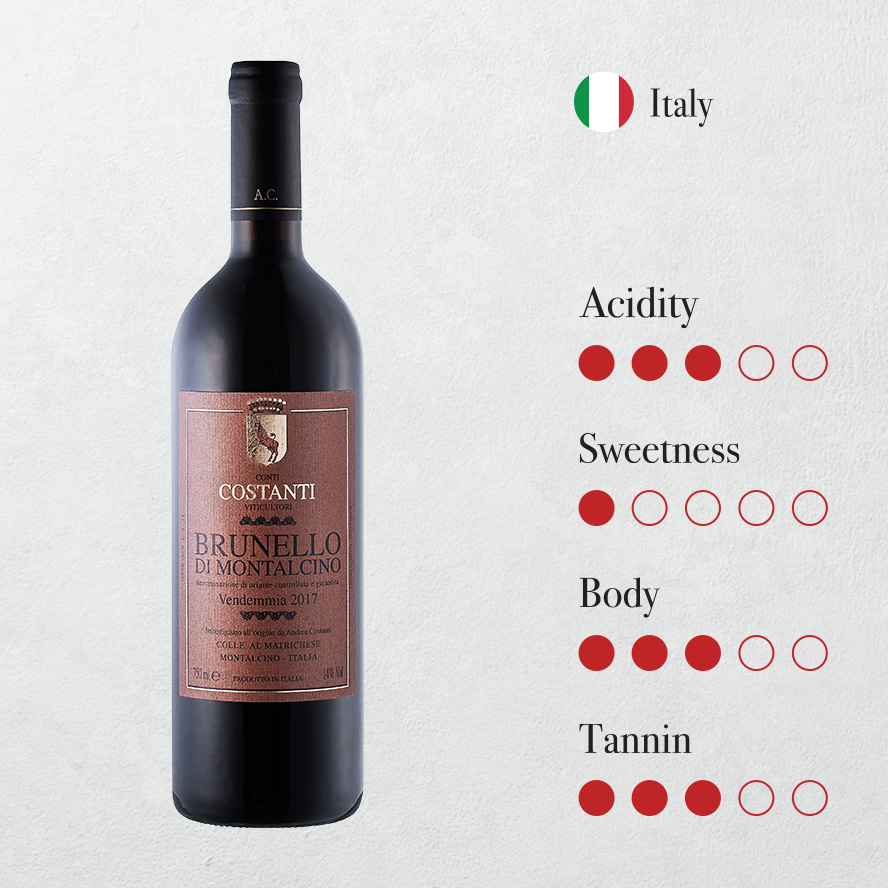 A.C.
CONTI
COSTANTI
VITICULTORI
BRUNELLO
DI MONTALCINO
denominazione di origine controllata e garantita
Vendemmia 2017
Imbottigliato all'origine da Andrea Costanti
COLLE AL MATRICHESE
MONTALCINO - ITALIA
750 ml e PRODOTTO IN ITALIA 14% Vol
Italy
Acidity
Sweetness
Body
Tannin